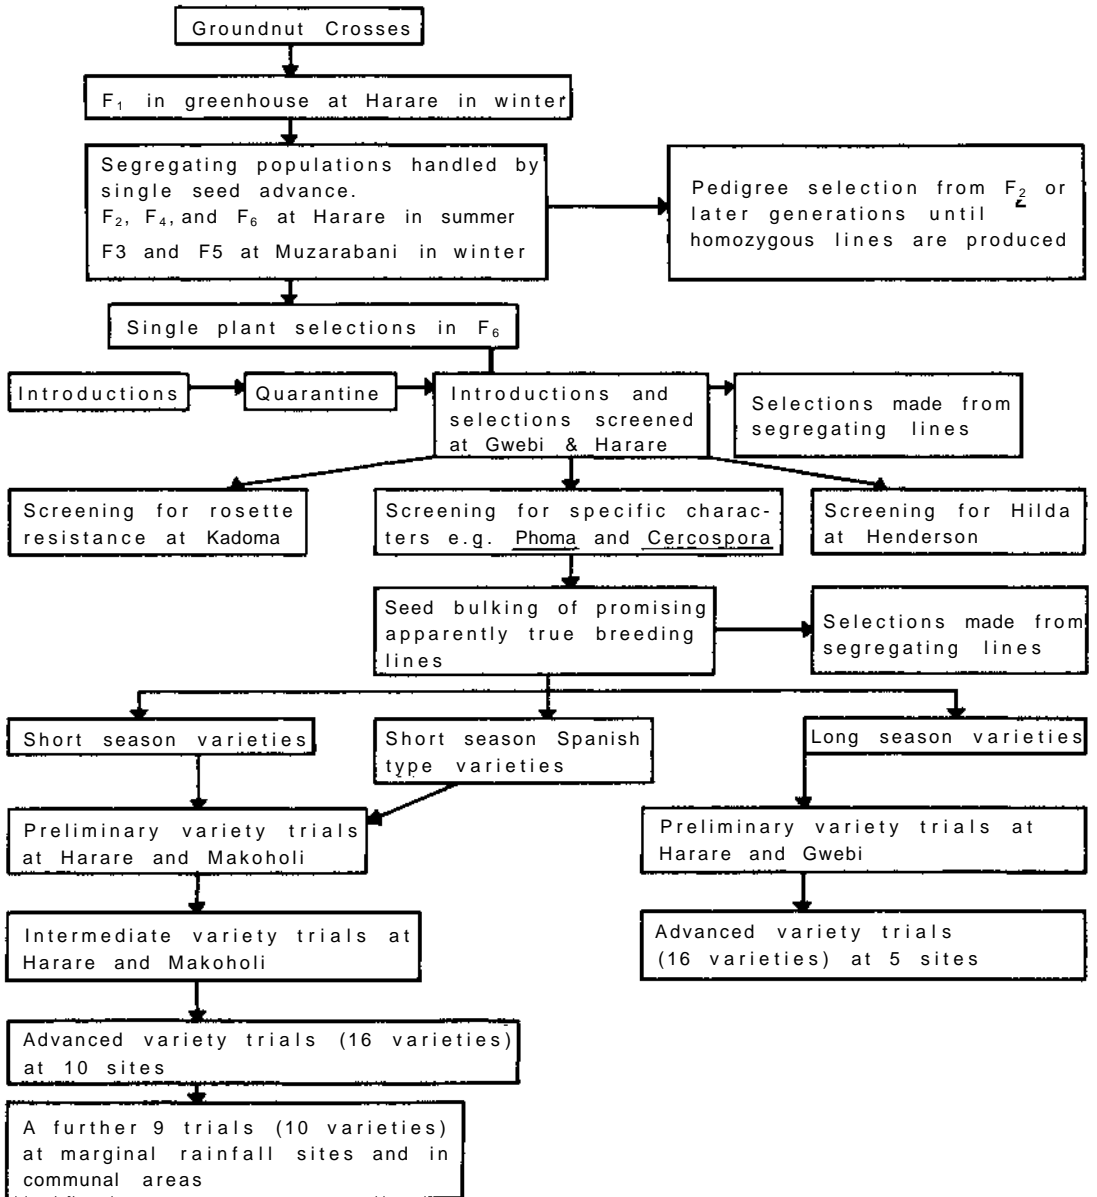 Groundnut Crosses
F₁ in greenhouse at Harare in winter
Segregating populations handled by
single seed advance.
F₂, F₄, and F₆ at Harare in summer
F3 and F5 at Muzarabani in winter
Pedigree selection from F₂ or
later generations until
homozygous lines are produced
Single plant selections in F₆
Introductions
Quarantine
Introductions and
selections screened
at Gwebi & Harare
Selections made from
segregating lines
Screening for rosette
resistance at Kadoma
Screening for specific charac-
ters e.g. Phoma and Cercospora
Screening for Hilda
at Henderson
Seed bulking of promising
apparently true breeding
lines
Selections made from
segregating lines
Short season varieties
Short season Spanish
type varieties
Long season varieties
Preliminary variety trials
at Harare and Makoholi
Preliminary variety trials at
Harare and Gwebi
Intermediate variety trials at
Harare and Makoholi
Advanced variety trials
(16 varieties) at 5 sites
Advanced variety trials (16 varieties)
at 10 sites
A further 9 trials (10 varieties)
at marginal rainfall sites and in
communal areas